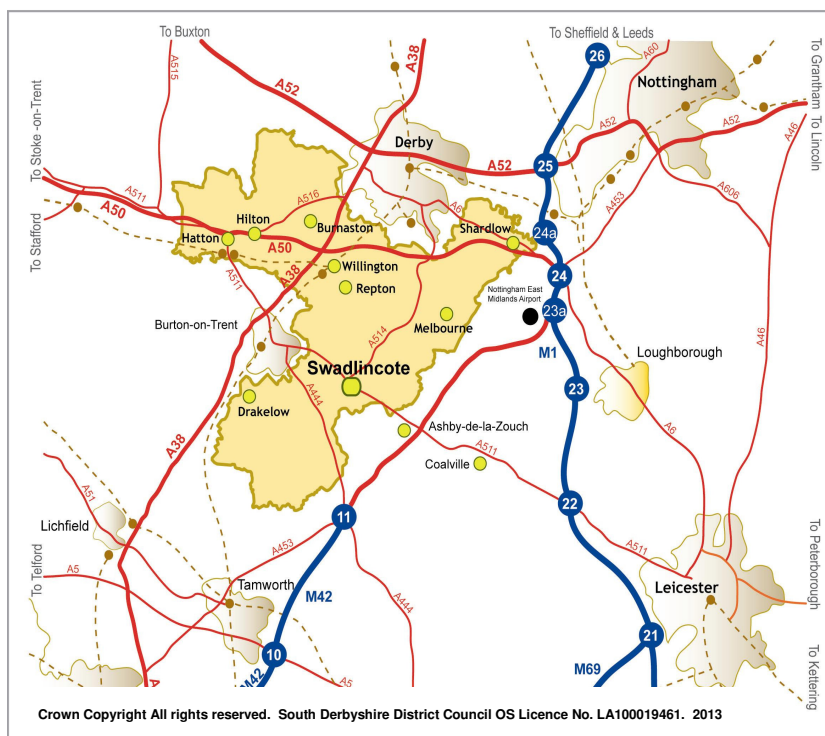 To Buxton
To Sheffield & Leeds
A38
A60
26
To Grantham
To Lincoln
A515
A52
Nottingham
To Stoke -on-Trent
Derby
A52
A52
A46
A52
25
A511
A516
A6
A453
A606
A50
Hilton
Burnaston
Shardlow
24a
To Stafford
Hatton
A50
Willington
24
A511
A38
Repton
Nottingham East
Midlands Airport
23a
Burton-on-Trent
A514
Melbourne
M1
A46
Loughborough
Swadlincote
23
A444
Drakelow
A6
Ashby-de-la-Zouch
A38
A511
Coalville
A51
22
11
Lichfield
A453
A511
To Peterborough
To Telford
A5
Tamworth
Leicester
M42
A444
21
10
M69
To Kettering
A5
M42
A
Crown Copyright All rights reserved. South Derbyshire District Council OS Licence No. LA100019461. 2013